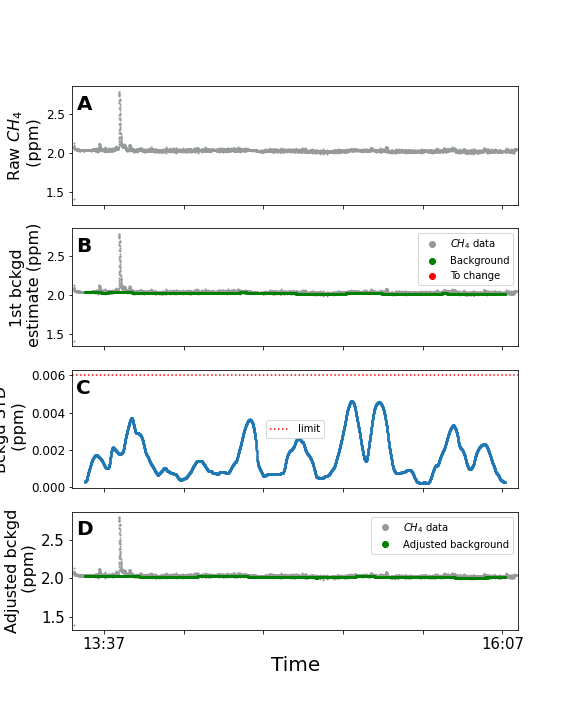 A
Raw CH4
(ppm)
2.5
2.0
1.5
B
1st bckgd
estimate (ppm)
2.5
2.0
1.5
CH4 data
Background
To change
C
(ppm)
0.006
0.004
0.002
0.000
limit
D
Adjusted bckgd
(ppm)
2.5
2.0
1.5
CH4 data
Adjusted background
13:37
16:07
Time